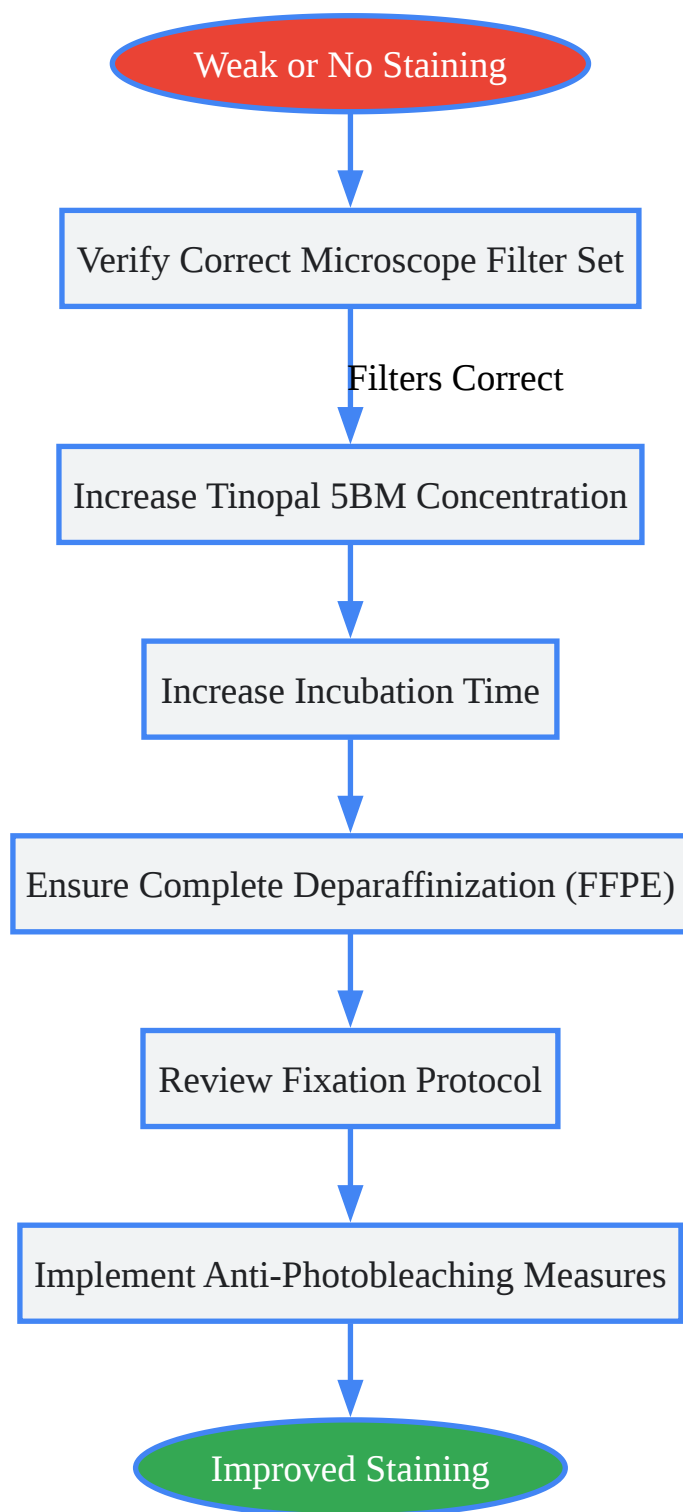 Weak or No Staining
Verify Correct Microscope Filter Set
Filters Correct
Increase Tinopal 5BM Concentration
Increase Incubation Time
Ensure Complete Deparaffinization (FFPE)
Review Fixation Protocol
Implement Anti-Photobleaching Measures
Improved Staining